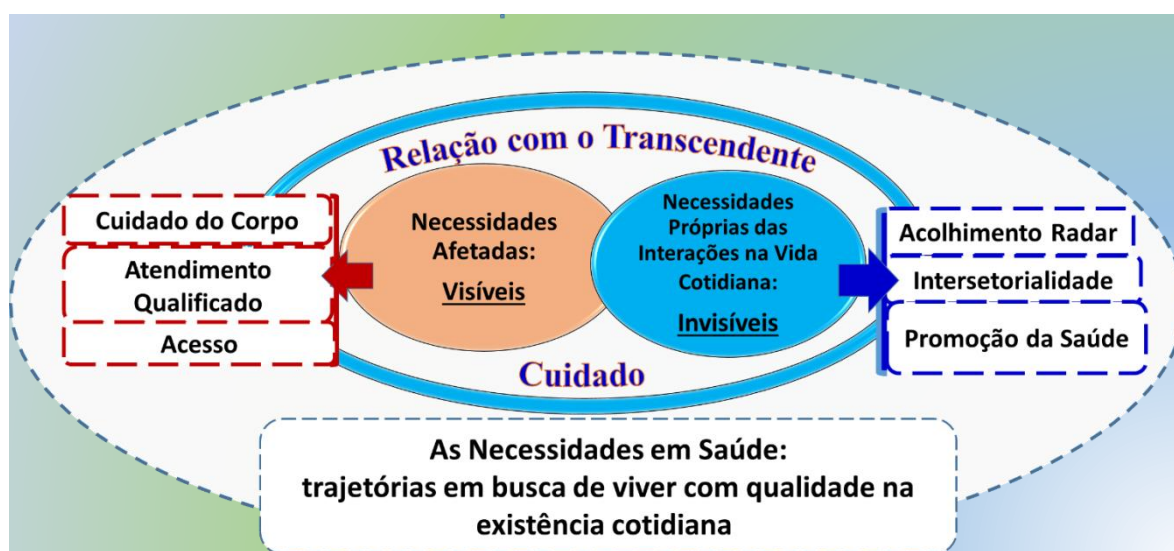 Relação com o Transcendente
Cuidado do Corpo
Atendimento
Qualificado
Acesso
Necessidades
Afetadas:
Visíveis
Necessidades
Próprias das
Interações na Vida
Cotidiana:
Invisíveis
Acolhimento Radar
Intersetorialidade
Promoção da Saúde
Cuidado
As Necessidades em Saúde:
trajetórias em busca de viver com qualidade na
existência cotidiana